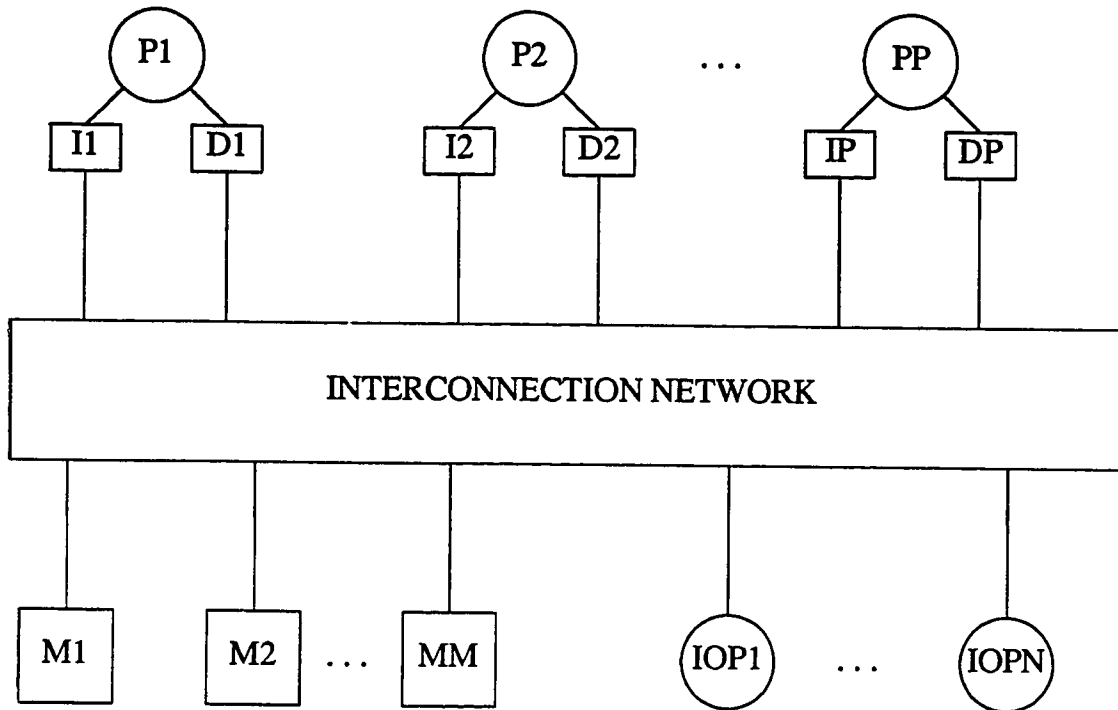 P1 P2 ... PP
I1 D1 I2 D2 IP DP
INTERCONNECTION NETWORK
M1 M2 ... MM IOP1 ... IOPN